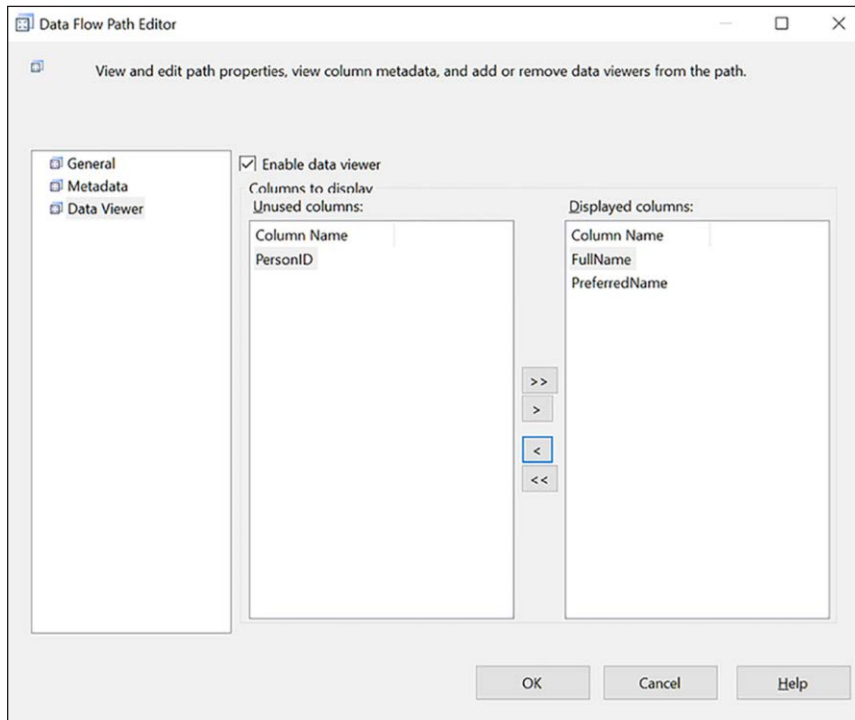 Data Flow Path Editor
View and edit path properties, view column metadata, and add or remove data viewers from the path.
General
Metadata
Data Viewer
Enable data viewer
Columns to display
Unused columns:
Column Name
PersonID
>>
>
<
<<
Displayed columns:
Column Name
FullName
PreferredName
OK
Cancel
Help